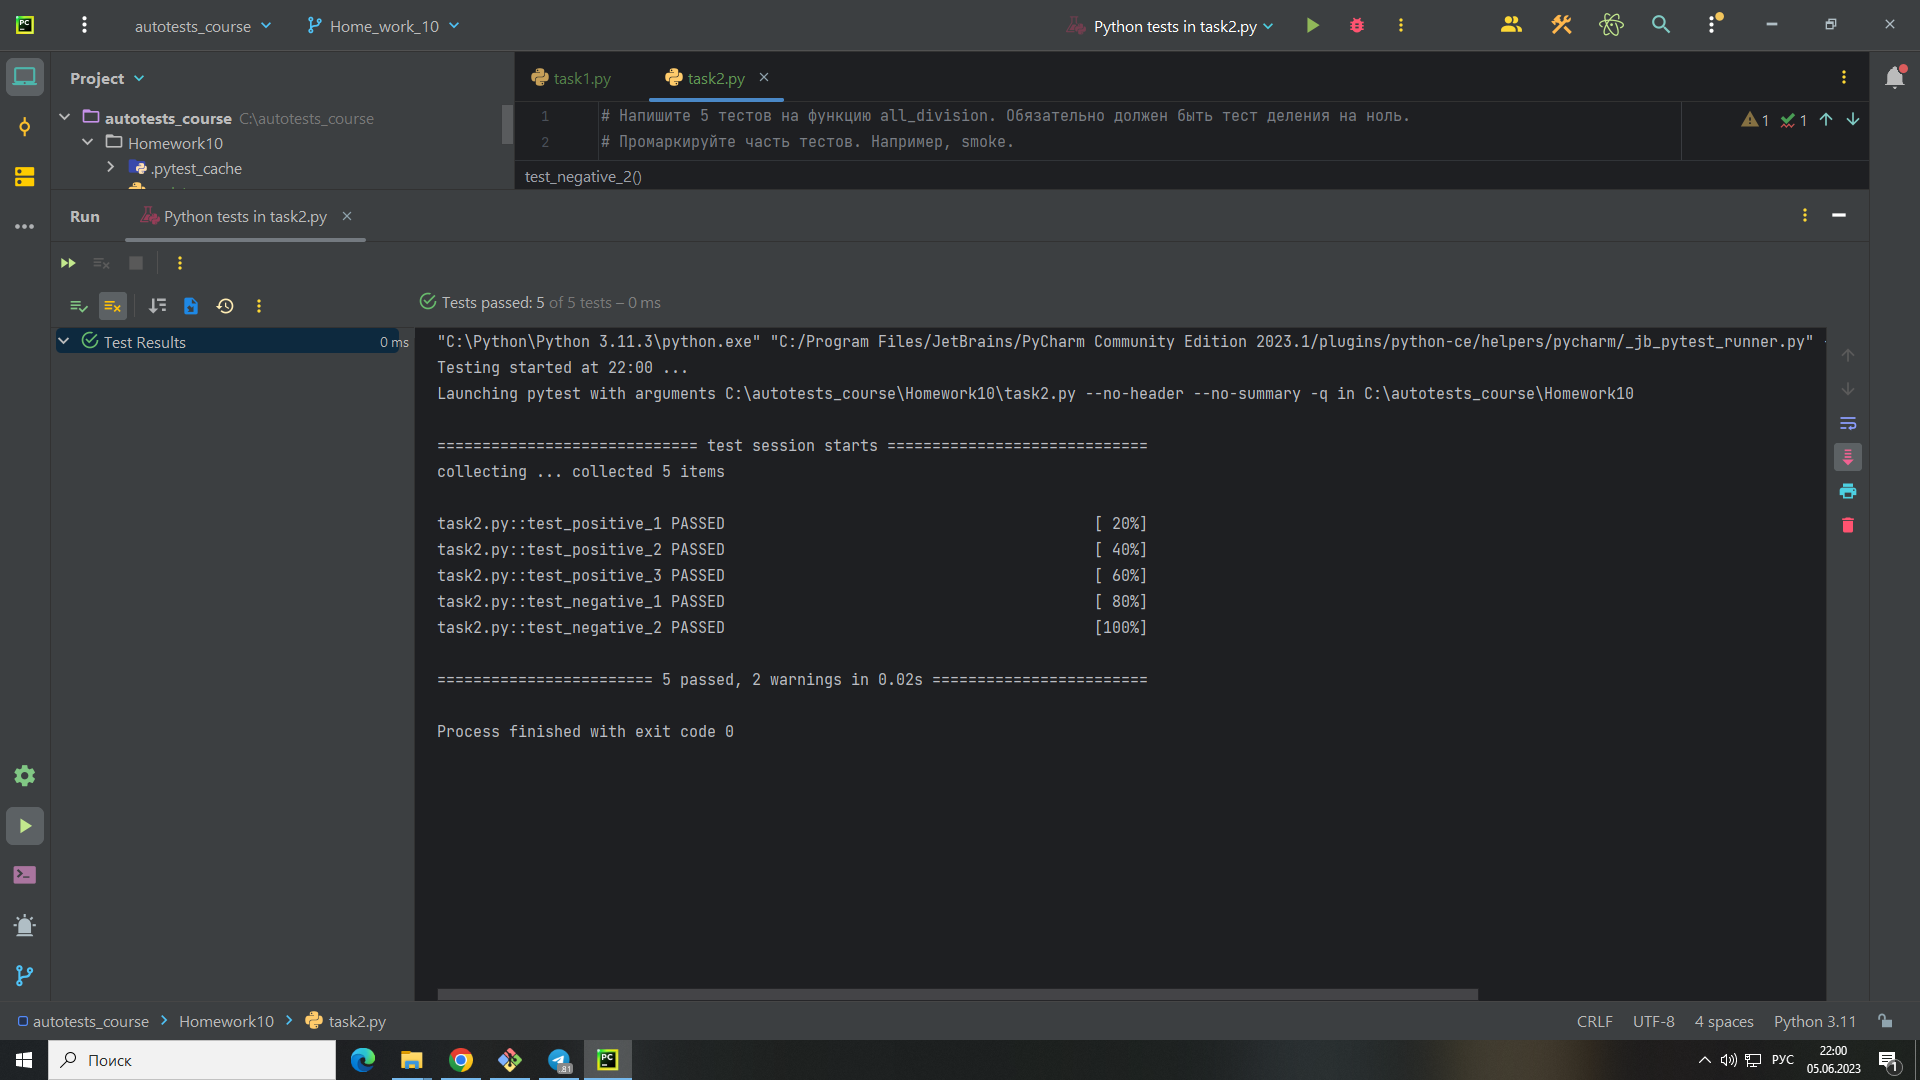 autotests_course
Home_work_10
Python tests in task2.py
Project
task1.py
task2.py
autotests_course C:\autotests_course
Homework10
.pytest_cache
1 # Напишите 5 тестов на функцию all_division. Обязательно должен быть тест деления на ноль.
2 # Промаркируйте часть тестов. Например, smoke.
1 1
test_negative_2()
Run
Python tests in task2.py
Tests passed: 5 of 5 tests – 0 ms
Test Results 0 ms
"C:\Python\Python 3.11.3\python.exe" "C:/Program Files/JetBrains/PyCharm Community Edition 2023.1/plugins/python-ce/helpers/pycharm/_jb_pytest_runner.py"
Testing started at 22:00 ...
Launching pytest with arguments C:\autotests_course\Homework10\task2.py --no-header --no-summary -q in C:\autotests_course\Homework10
============================= test session starts =============================
collecting ... collected 5 items
task2.py::test_positive_1 PASSED [ 20%]
task2.py::test_positive_2 PASSED [ 40%]
task2.py::test_positive_3 PASSED [ 60%]
task2.py::test_negative_1 PASSED [ 80%]
task2.py::test_negative_2 PASSED [100%]
======================== 5 passed, 2 warnings in 0.02s ========================
Process finished with exit code 0
autotests_course
Homework10
task2.py
CRLF
UTF-8
4 spaces
Python 3.11
Поиск
PC
81
РУС
22:00
05.06.2023
1